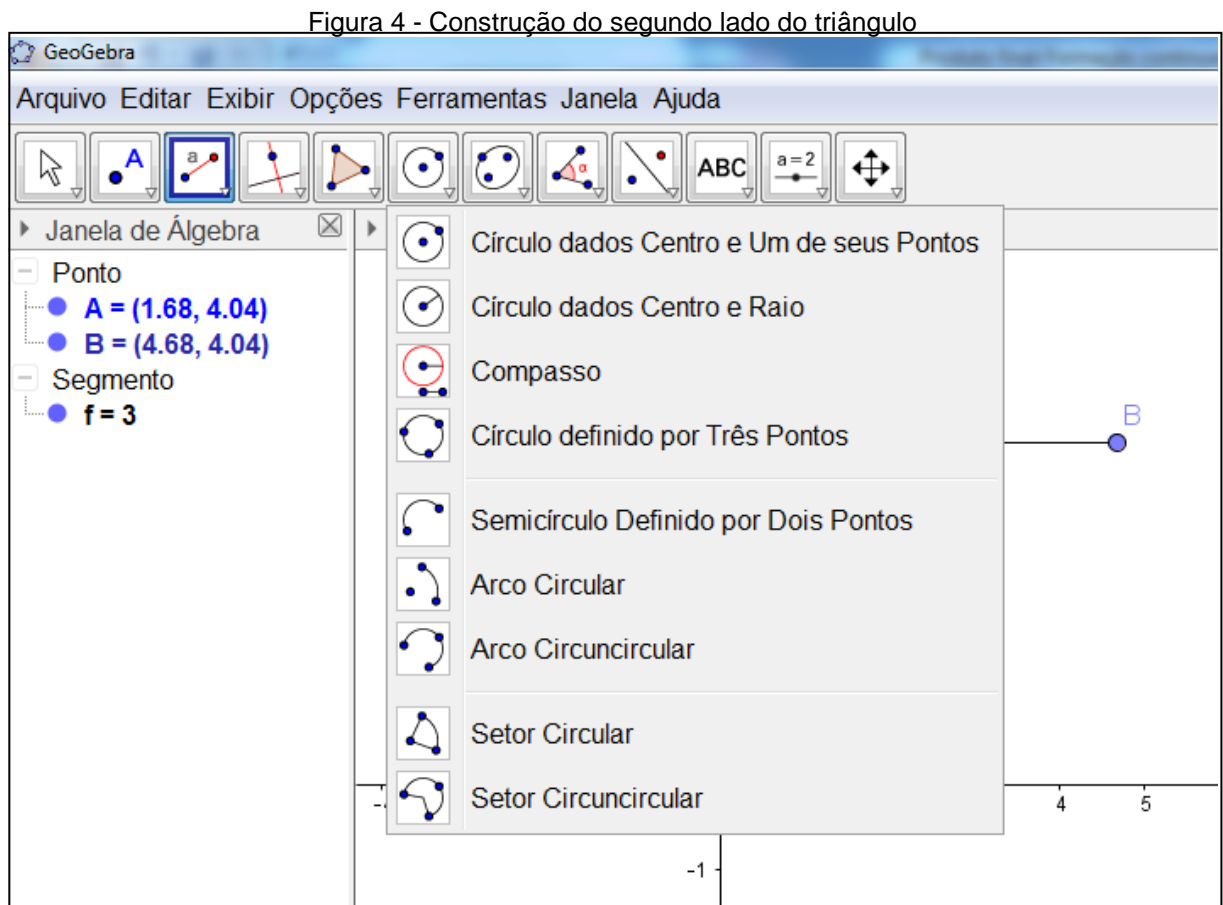 Figura 4 - Construção do segundo lado do triângulo
GeoGebra
Arquivo Editar Exibir Opções Ferramentas Janela Ajuda
A a α ABC a=2
Janela de Álgebra
Ponto
A = (1.68, 4.04)
B = (4.68, 4.04)
Segmento
f = 3
Círculo dados Centro e Um de seus Pontos
Círculo dados Centro e Raio
Compasso
Círculo definido por Três Pontos
Semicírculo Definido por Dois Pontos
Arco Circular
Arco Circuncircular
Setor Circular
Setor Circuncircular
B
4 5
-1